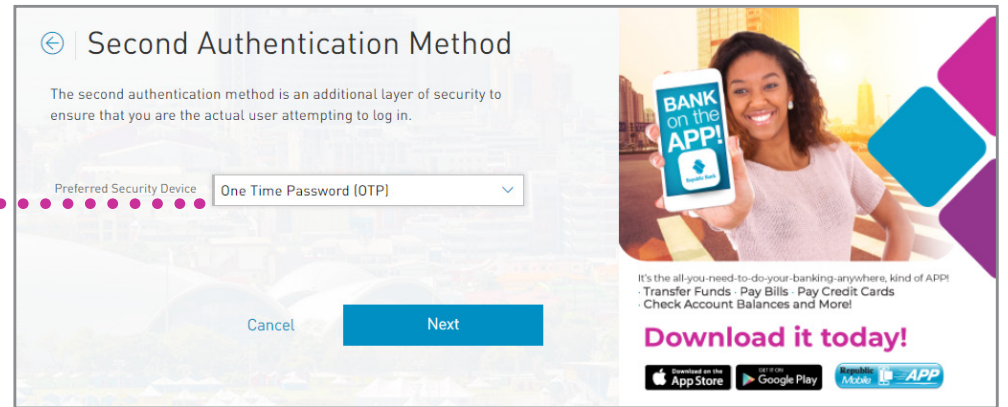 Second Authentication Method
The second authentication method is an additional layer of security to
ensure that you are the actual user attempting to log in.
Preferred Security Device
One Time Password (OTP)
Cancel
Next
BANK
on the
APP!
Republic Bank
It's the all-you-need-to-do-your-banking-anywhere, kind of APP!
· Transfer Funds · Pay Bills · Pay Credit Cards
· Check Account Balances and More!
Download it today!
Download on the
App Store
GET IT ON
Google Play
Republic
Mobile
APP